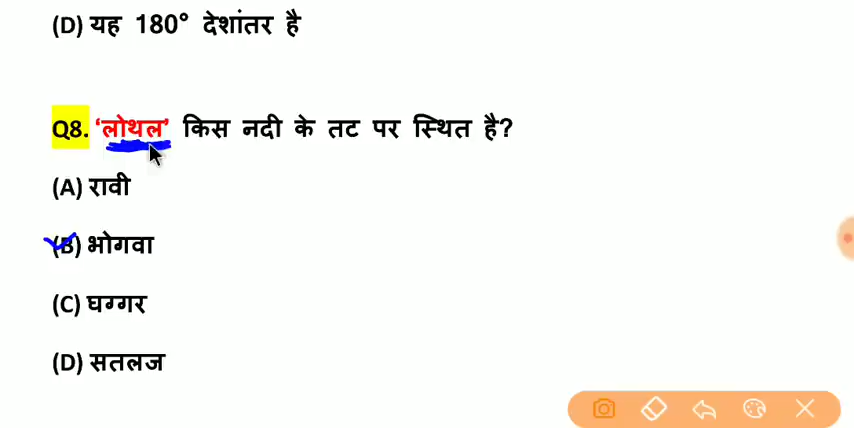 (D) यह 180° देशांतर है
Q8. ‘लोथल’ किस नदी के तट पर स्थित है?
(A) रावी
(B) भोगवा
(C) घग्गर
(D) सतलज